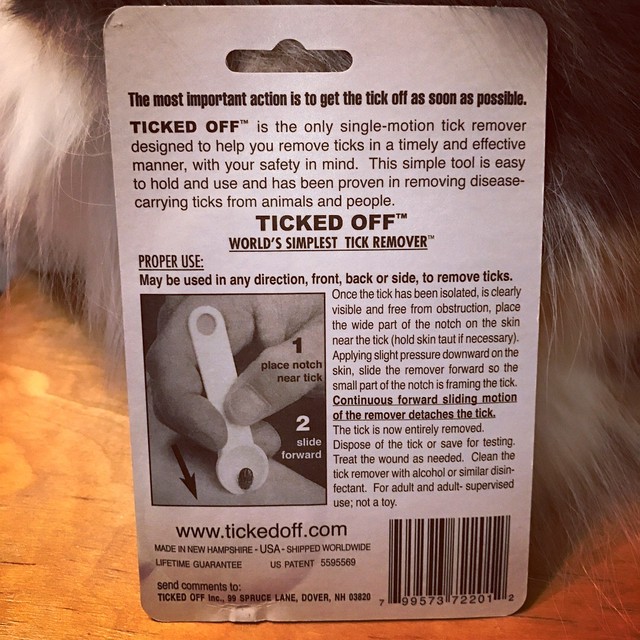 The most important action is to get the tick off as soon as possible.
TICKED OFF™ is the only single-motion tick remover
designed to help you remove ticks in a timely and effective
manner, with your safety in mind. This simple tool is easy
to hold and use and has been proven in removing disease-
carrying ticks from animals and people.
TICKED OFF™
WORLD'S SIMPLEST TICK REMOVER™
PROPER USE:
May be used in any direction, front, back or side, to remove ticks.
1
place notch
near tick
2
slide
forward
Once the tick has been isolated, is clearly
visible and free from obstruction, place
the wide part of the notch on the skin
near the tick (hold skin taut if necessary).
Applying slight pressure downward on the
skin, slide the remover forward so the
small part of the notch is framing the tick.
Continuous forward sliding motion
of the remover detaches the tick.
The tick is now entirely removed.
Dispose of the tick or save for testing.
Treat the wound as needed. Clean the
tick remover with alcohol or similar disin-
fectant. For adult and adult- supervised
use; not a toy.
www.tickedoff.com
MADE IN NEW HAMPSHIRE - USA - SHIPPED WORLDWIDE
LIFETIME GUARANTEE US PATENT 5595569
send comments to:
TICKED OFF Inc., 99 SPRUCE LANE, DOVER, NH 03820
7 99573 72201 2